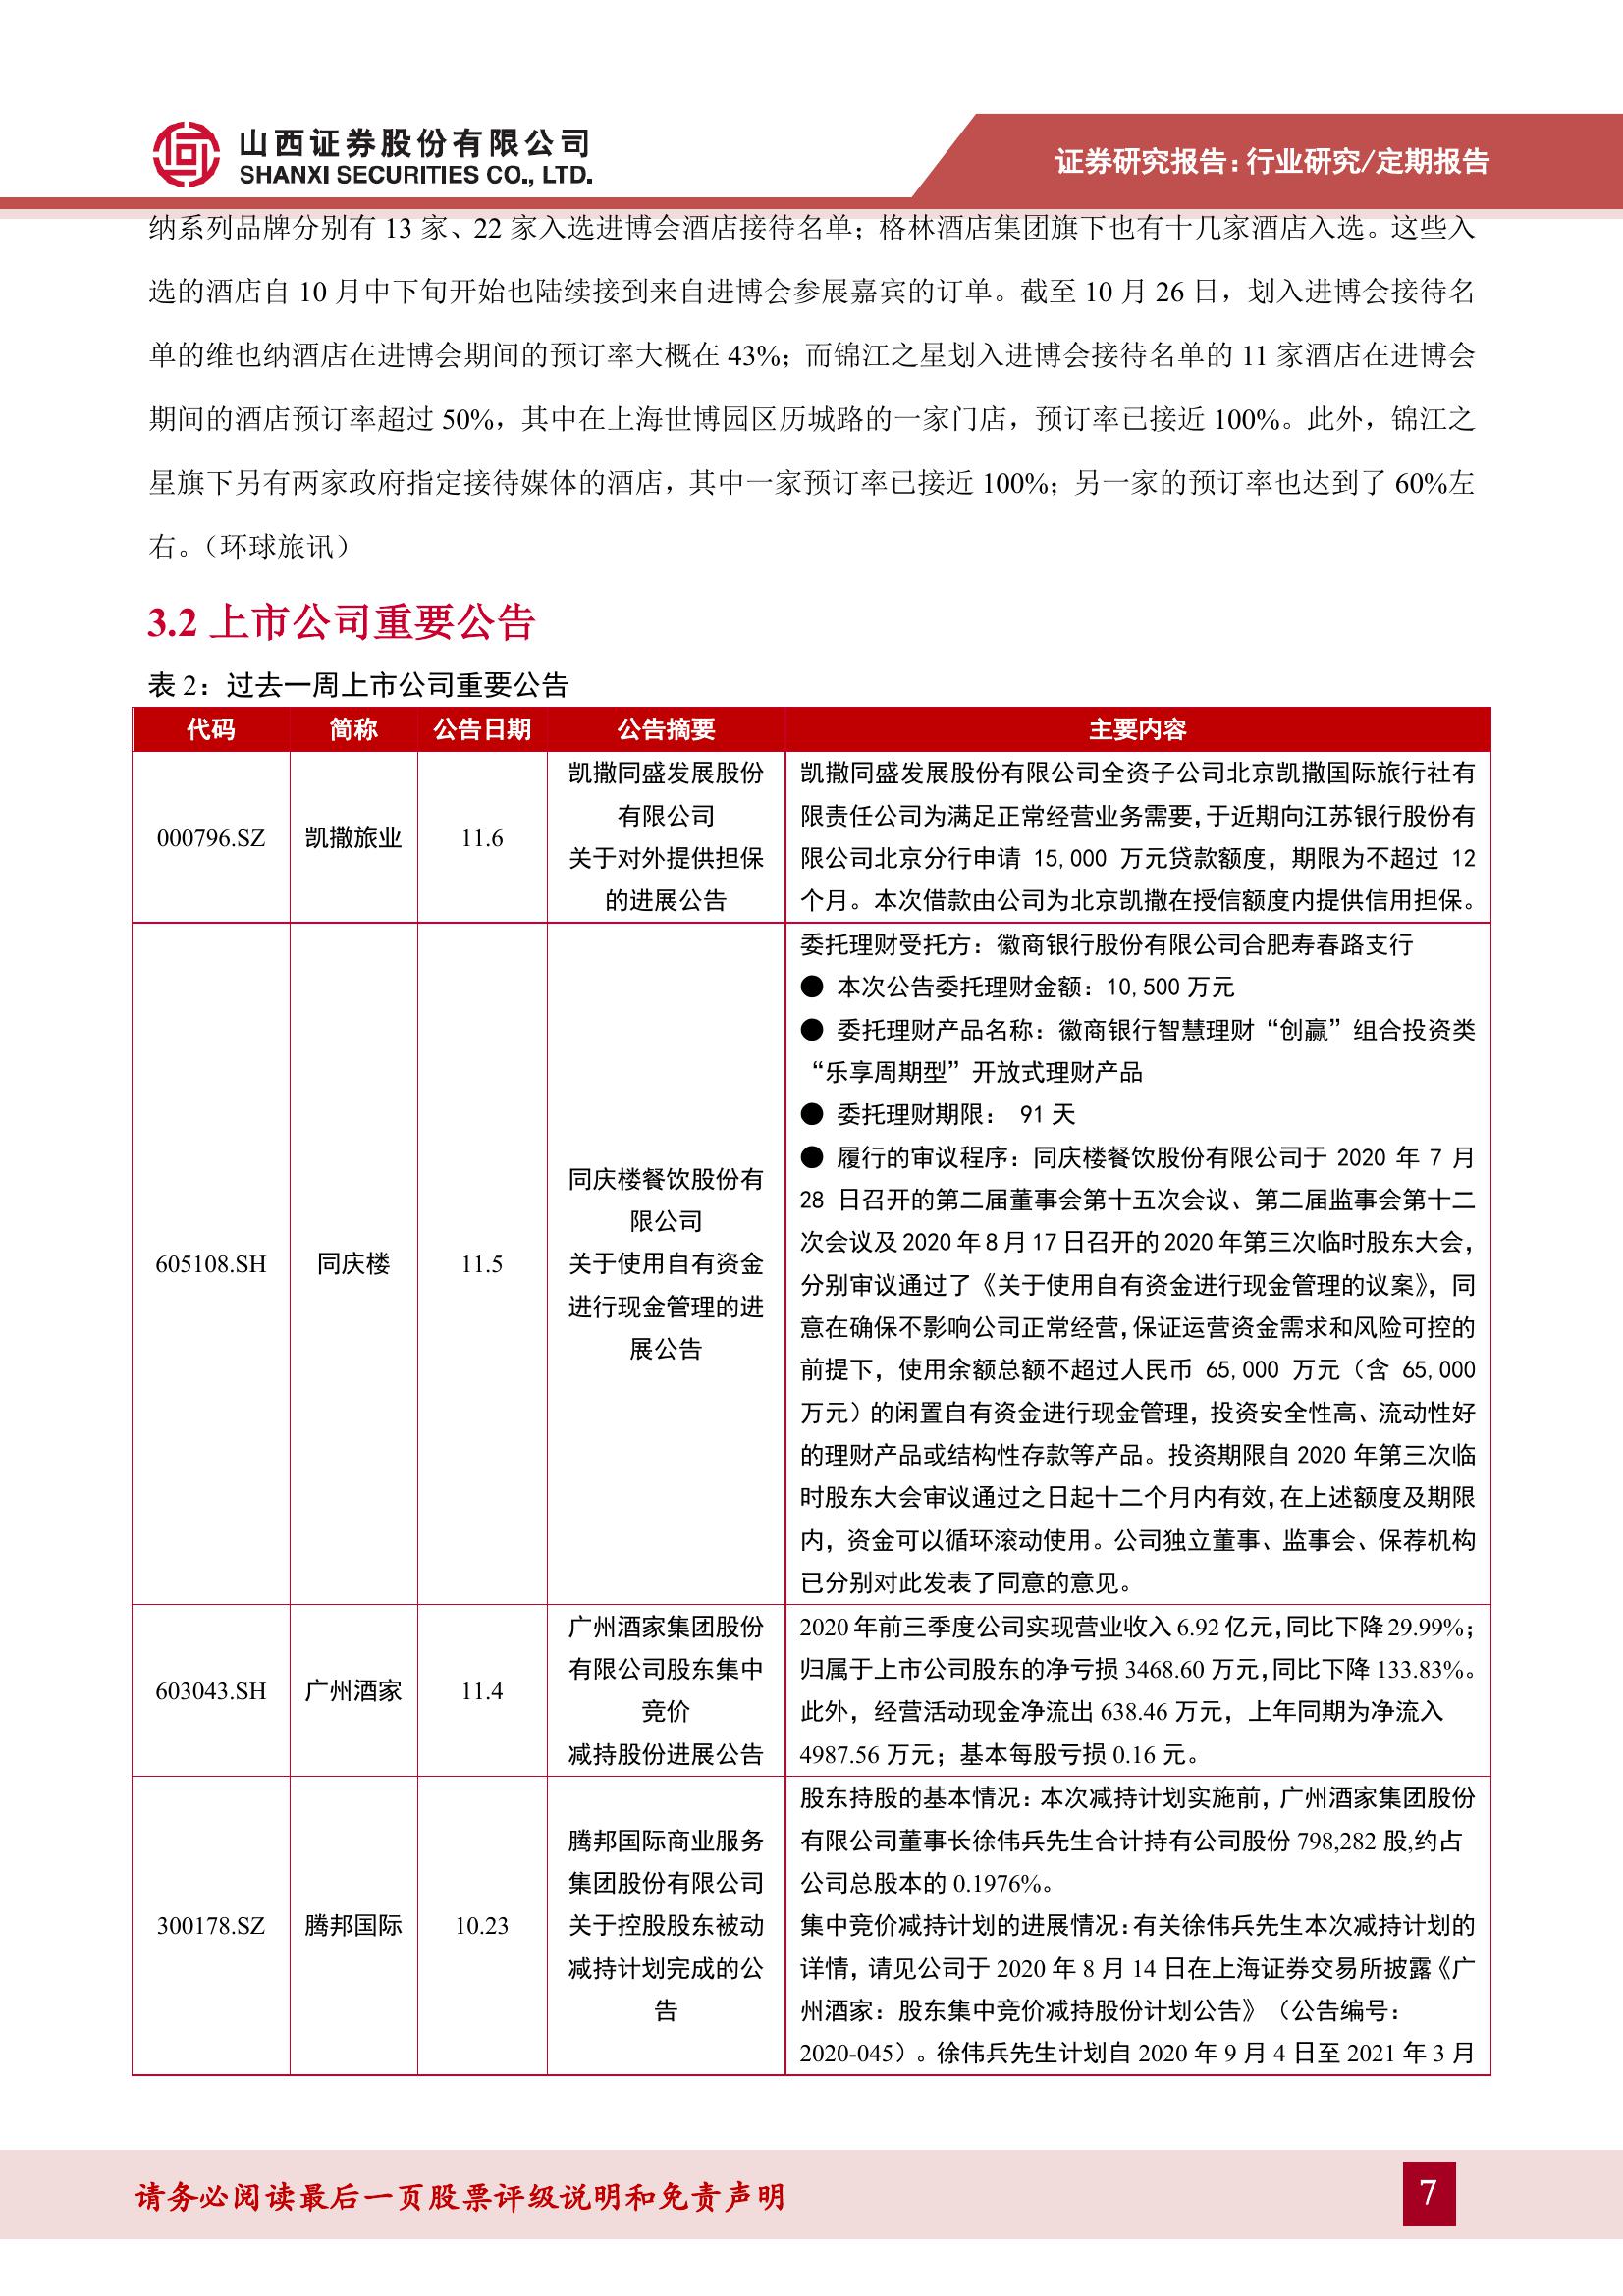 山西证券股份有限公司
SHANXI SECURITIES CO., LTD.
证券研究报告：行业研究/定期报告
纳系列品牌分别有 13 家、22 家入选进博会酒店接待名单；格林酒店集团旗下也有十几家酒店入选。这些入
选的酒店自 10 月中下旬开始也陆续接到来自进博会参展嘉宾的订单。截至 10 月 26 日，划入进博会接待名
单的维也纳酒店在进博会期间的预订率大概在 43%；而锦江之星划入进博会接待名单的 11 家酒店在进博会
期间的酒店预订率超过 50%，其中在上海世博园区历城路的一家门店，预订率已接近 100%。此外，锦江之
星旗下另有两家政府指定接待媒体的酒店，其中一家预订率已接近 100%；另一家的预订率也达到了 60%左
右。（环球旅讯）
3.2 上市公司重要公告
表 2：过去一周上市公司重要公告
代码 简称 公告日期 公告摘要 主要内容
000796.SZ
凯撒旅业
11.6
凯撒同盛发展股份
有限公司
关于对外提供担保
的进展公告
凯撒同盛发展股份有限公司全资子公司北京凯撒国际旅行社有
限责任公司为满足正常经营业务需要，于近期向江苏银行股份有
限公司北京分行申请 15,000 万元贷款额度，期限为不超过 12
个月。本次借款由公司为北京凯撒在授信额度内提供信用担保。
605108.SH
同庆楼
11.5
同庆楼餐饮股份有
限公司
关于使用自有资金
进行现金管理的进
展公告
委托理财受托方：徽商银行股份有限公司合肥寿春路支行
● 本次公告委托理财金额：10,500 万元
● 委托理财产品名称：徽商银行智慧理财“创赢”组合投资类
“乐享周期型”开放式理财产品
● 委托理财期限： 91 天
● 履行的审议程序：同庆楼餐饮股份有限公司于 2020 年 7 月
28 日召开的第二届董事会第十五次会议、第二届监事会第十二
次会议及 2020 年 8 月 17 日召开的 2020 年第三次临时股东大会，
分别审议通过了《关于使用自有资金进行现金管理的议案》，同
意在确保不影响公司正常经营，保证运营资金需求和风险可控的
前提下，使用余额总额不超过人民币 65,000 万元（含 65,000
万元）的闲置自有资金进行现金管理，投资安全性高、流动性好
的理财产品或结构性存款等产品。投资期限自 2020 年第三次临
时股东大会审议通过之日起十二个月内有效，在上述额度及期限
内，资金可以循环滚动使用。公司独立董事、监事会、保荐机构
已分别对此发表了同意的意见。
603043.SH
广州酒家
11.4
广州酒家集团股份
有限公司股东集中
竞价
减持股份进展公告
2020 年前三季度公司实现营业收入 6.92 亿元，同比下降 29.99%；
归属于上市公司股东的净亏损 3468.60 万元，同比下降 133.83%。
此外，经营活动现金净流出 638.46 万元，上年同期为净流入
4987.56 万元；基本每股亏损 0.16 元。
300178.SZ
腾邦国际
10.23
腾邦国际商业服务
集团股份有限公司
关于控股股东被动
减持计划完成的公
告
股东持股的基本情况：本次减持计划实施前，广州酒家集团股份
有限公司董事长徐伟兵先生合计持有公司股份 798,282 股,约占
公司总股本的 0.1976%。
集中竞价减持计划的进展情况：有关徐伟兵先生本次减持计划的
详情，请见公司于 2020 年 8 月 14 日在上海证券交易所披露《广
州酒家：股东集中竞价减持股份计划公告》（公告编号：
2020-045）。徐伟兵先生计划自 2020 年 9 月 4 日至 2021 年 3 月
请务必阅读最后一页股票评级说明和免责声明
7